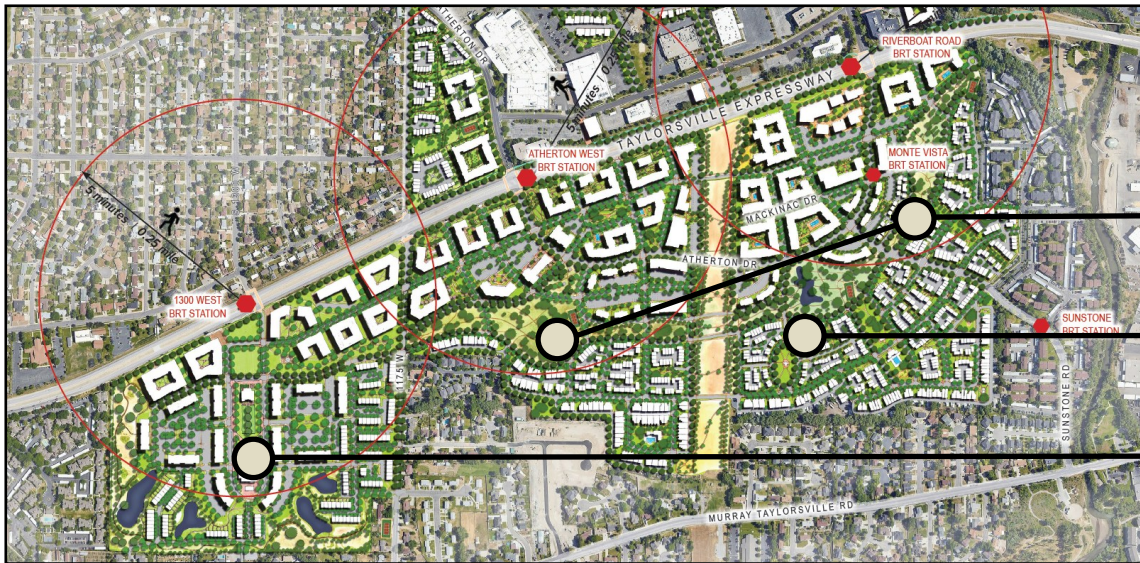 ATHERTON DR
5 minutes | 0.25
RIVERBOAT ROAD
BRT STATION
TAYLORSVILLE EXPRESSWAY
ATHERTON WEST
BRT STATION
MONTE VISTA
BRT STATION
5 minutes | 0.25 mile
MACKINAC DR
ATHERTON DR
1300 WEST
BRT STATION
SUNSTONE
BRT STATION
1175 W
SUNSTONE RD
MURRAY TAYLORSVILLE RD